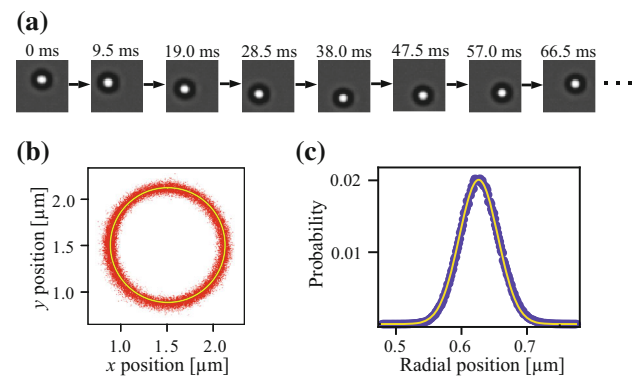 (a)
0 ms 9.5 ms 19.0 ms 28.5 ms 38.0 ms 47.5 ms 57.0 ms 66.5 ms
(b)
y position [µm]
2.0
1.5
1.0
1.0 1.5 2.0
x position [µm]
(c)
Probability
0.02
0.01
0.5 0.6 0.7
Radial position [µm]